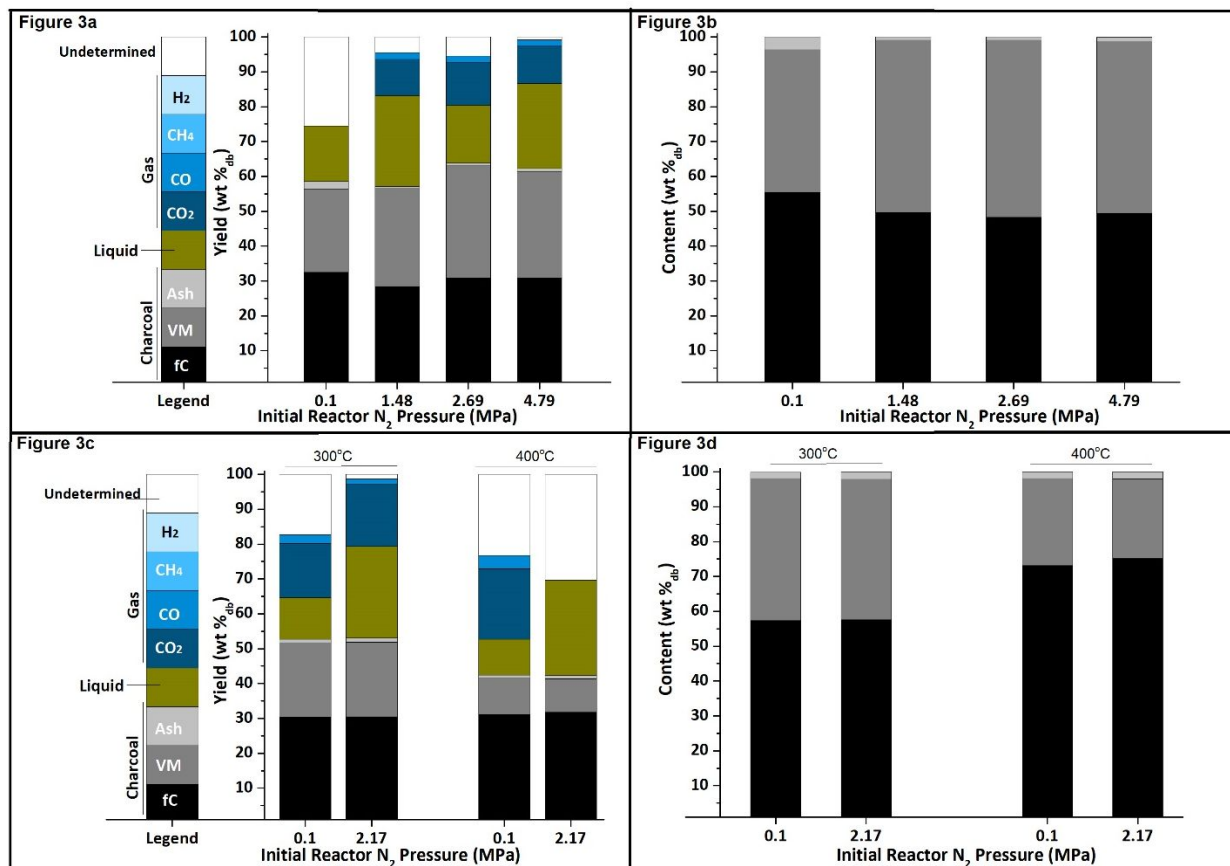 Figure 3a
Undetermined
H2
CH4
CO
CO2
Gas
Liquid
Ash
VM
fC
Charcoal
Legend
Yield (wt %db)
100
90
80
70
60
50
40
30
20
10
0.1 1.48 2.69 4.79
Initial Reactor N2 Pressure (MPa)
Figure 3b
Content (wt %db)
100
90
80
70
60
50
40
30
20
10
0.1 1.48 2.69 4.79
Initial Reactor N2 Pressure (MPa)
Figure 3c
300°C 400°C
Undetermined
H2
CH4
CO
CO2
Gas
Liquid
Ash
VM
fC
Charcoal
Legend
Yield (wt %db)
100
90
80
70
60
50
40
30
20
10
0.1 2.17 0.1 2.17
Initial Reactor N2 Pressure (MPa)
Figure 3d
300°C 400°C
Content (wt %db)
100
90
80
70
60
50
40
30
20
10
0.1 2.17 0.1 2.17
Initial Reactor N2 Pressure (MPa)